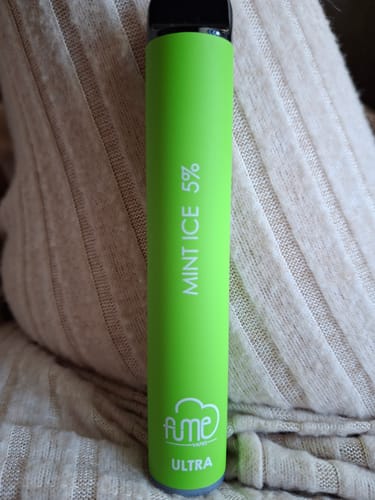 MINT ICE 5%
fume
VAPES
ULTRA